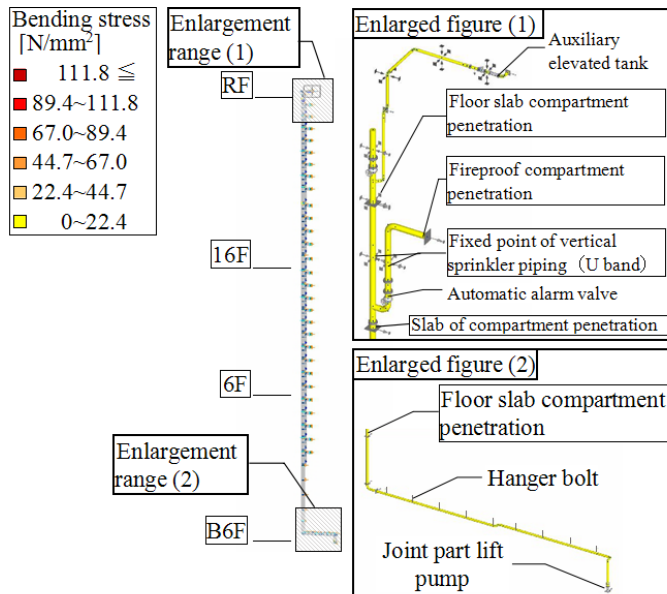 Bending stress
[N/mm²]
111.8 ≦
89.4~111.8
67.0~89.4
44.7~67.0
22.4~44.7
0~22.4
Enlargement
range (1)
RF
16F
6F
Enlargement
range (2)
B6F
Enlarged figure (1)
Auxiliary
elevated tank
Floor slab compartment
penetration
Fireproof compartment
penetration
Fixed point of vertical
sprinkler piping (U band)
Automatic alarm valve
Slab of compartment penetration
Enlarged figure (2)
Floor slab compartment
penetration
Hanger bolt
Joint part lift
pump